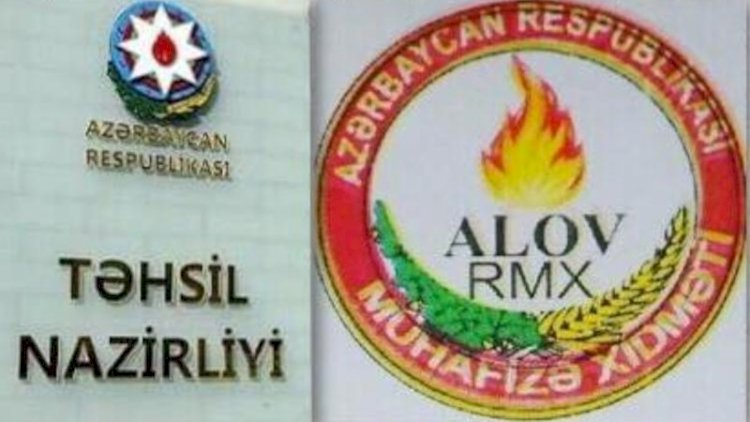 AZƏRBAYCAN
RESPUBLİKASI
TƏHSİL
NAZİRLİYİ
AZƏRBAYCAN RESPUBLİKASI
ALOV
RMX
MÜHAFİZƏ XİDMƏTİ